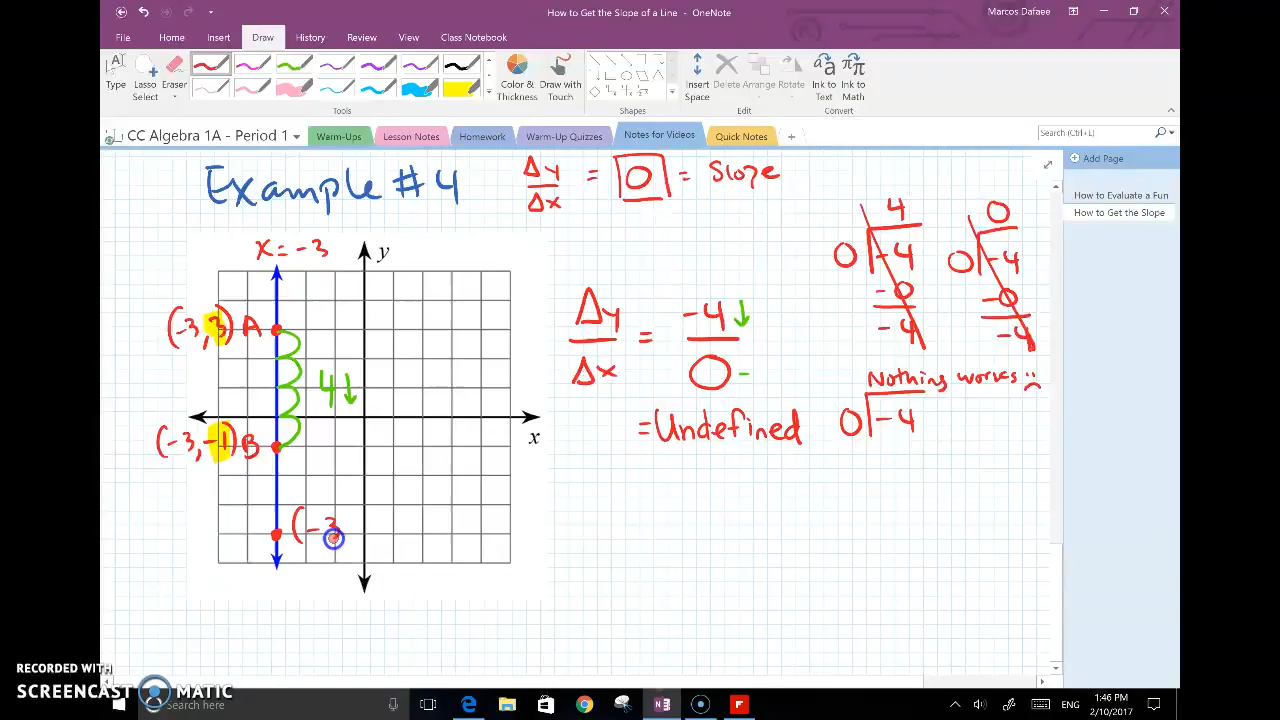 How to Get the Slope of a Line - OneNote
Marcos Dafaee
File Home Insert Draw History Review View Class Notebook
Type
Lasso Select
Eraser
Color & Thickness
Draw with Touch
Insert Space
Delete
Arrange
Rotate
Ink to Text
Ink to Math
Tools
Shapes
Edit
Convert
CC Algebra 1A - Period 1
Warm-Ups Lesson Notes Homework Warm-Up Quizzes Notes for Videos Quick Notes
Search (Ctrl+L)
Add Page
How to Evaluate a Fun
How to Get the Slope
Example #4
Δy/Δx = 0 = Slope
x = -3
y
(-3, 3) A
4↓
(-3, -1) B
x
(-3
Δy/Δx = -4↓/0 -
= Undefined
4
0 -4
-0
-4
0
0 -4
-0
-4
Nothing works :(
0 -4
RECORDED WITH
SCREENCAST MATIC
Search here
ENG
1:46 PM
2/10/2017